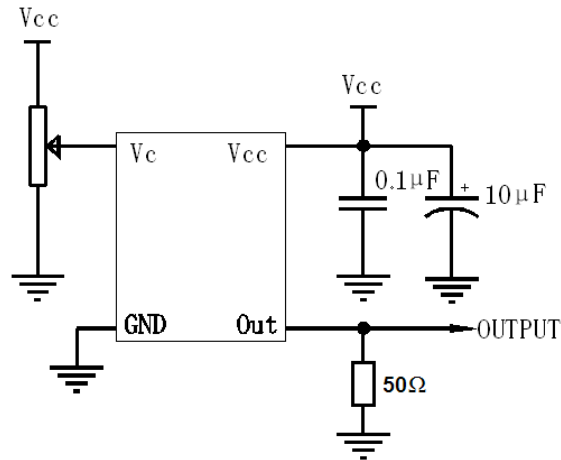 Vcc
Vcc
Vc
Vcc
0.1μF
+
10μF
GND
Out
OUTPUT
50Ω